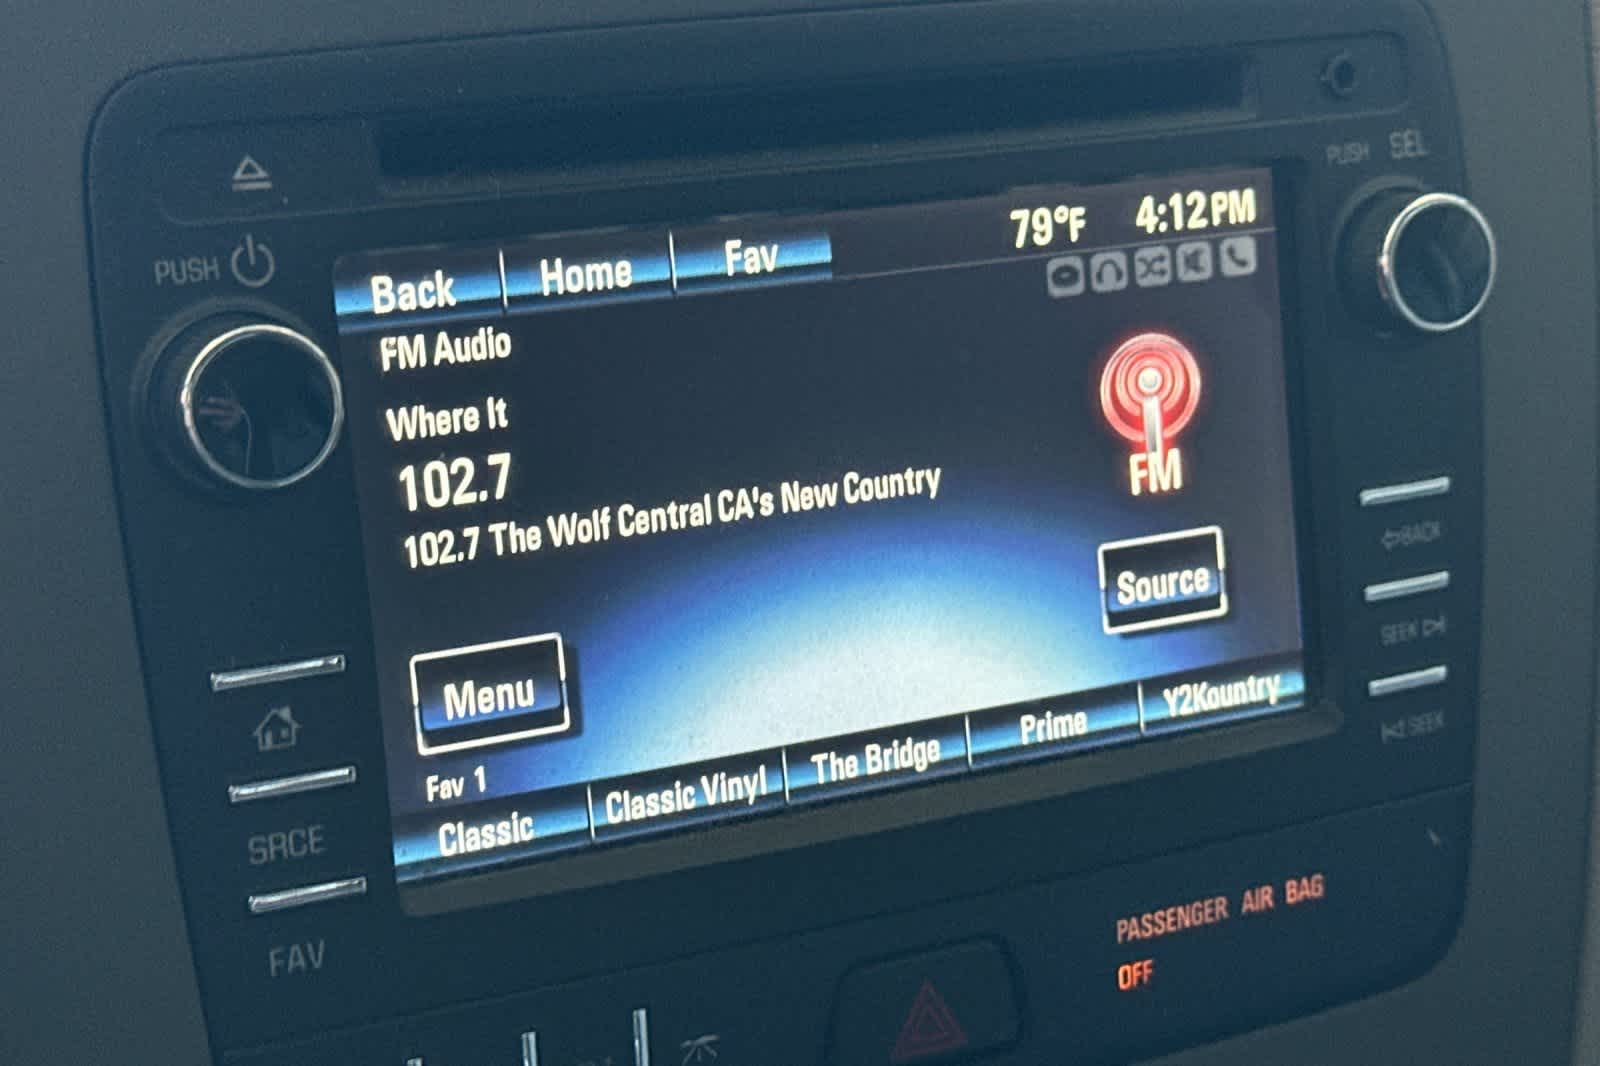 PUSH SEL
PUSH
79°F 4:12PM
Back Home Fav
FM Audio
Where It
102.7
102.7 The Wolf Central CA's New Country
FM
Source
Menu
BACK
SEEK
SEEK
Fav 1
Classic Classic Vinyl The Bridge Prime Y2Kountry
SRCE
FAV
PASSENGER AIR BAG
OFF